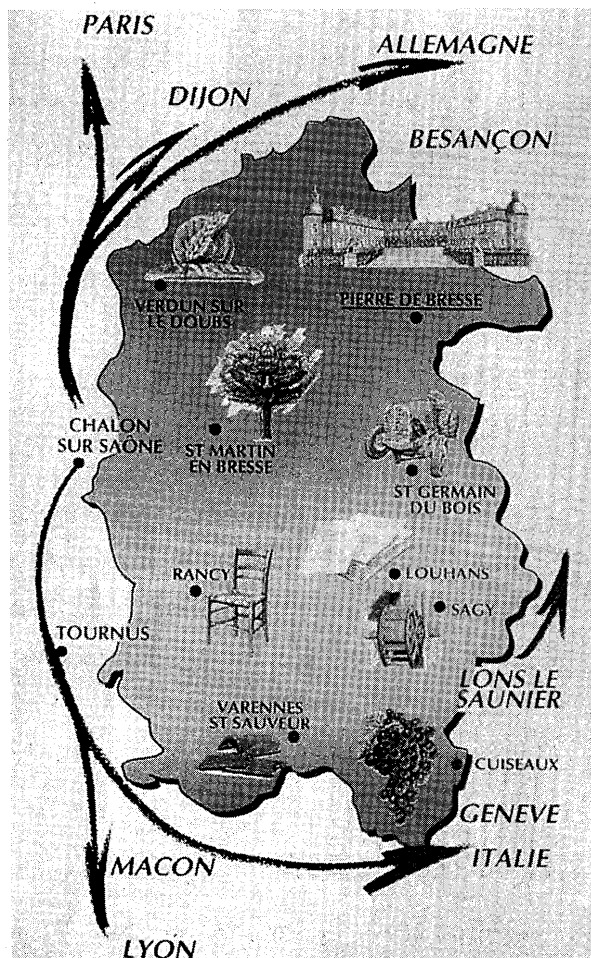 PARIS
ALLEMAGNE
DIJON
BESANÇON
VERDUN SUR
LE DOUBS
PIERRE DE BRESSE
CHALON
SUR SAÔNE
ST MARTIN
EN BRESSE
ST GERMAIN
DU BOIS
RANCY
LOUHANS
SAGY
TOURNUS
LONS LE
SAUNIER
VARENNES
ST SAUVEUR
CUISEAUX
GENEVE
ITALIE
MACON
LYON